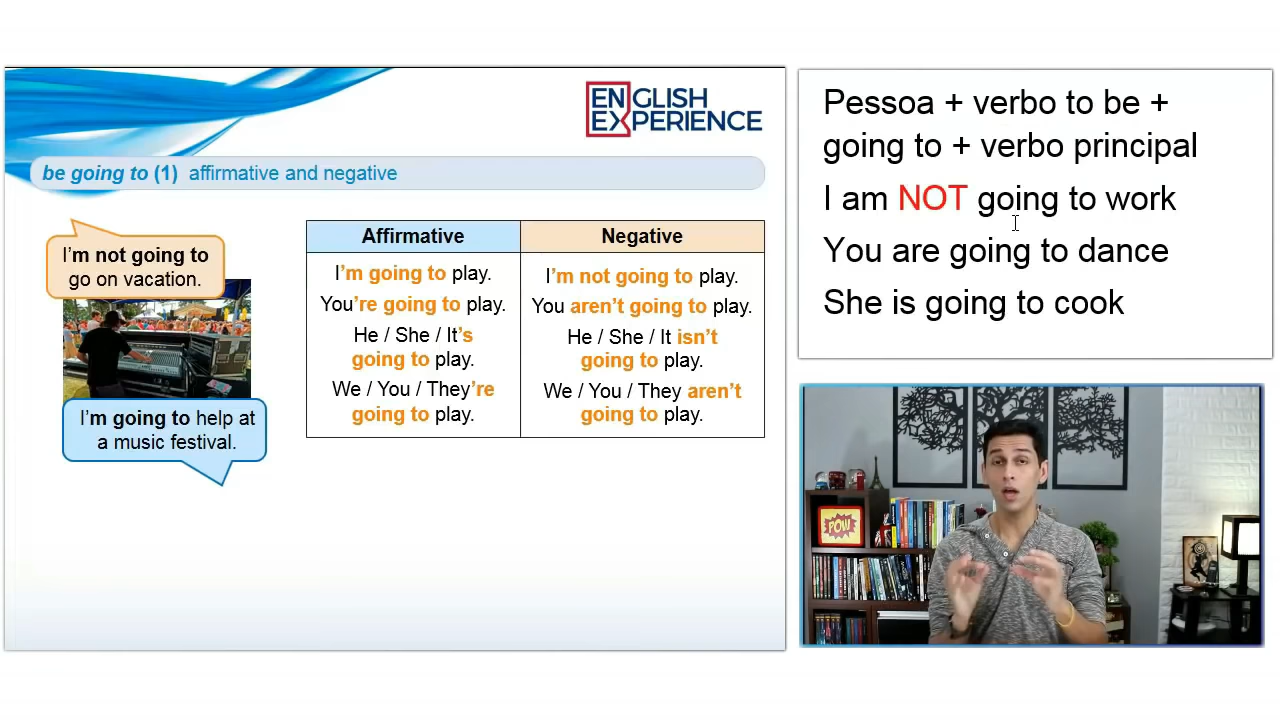 ENGLISH
EXPERIENCE
be going to (1) affirmative and negative
I'm not going to
go on vacation.
I'm going to help at
a music festival.
Affirmative
I'm going to play.
You're going to play.
He / She / It's
going to play.
We / You / They're
going to play.
Negative
I'm not going to play.
You aren't going to play.
He / She / It isn't
going to play.
We / You / They aren't
going to play.
Pessoa + verbo to be +
going to + verbo principal
I am NOT going to work
You are going to dance
She is going to cook
POW